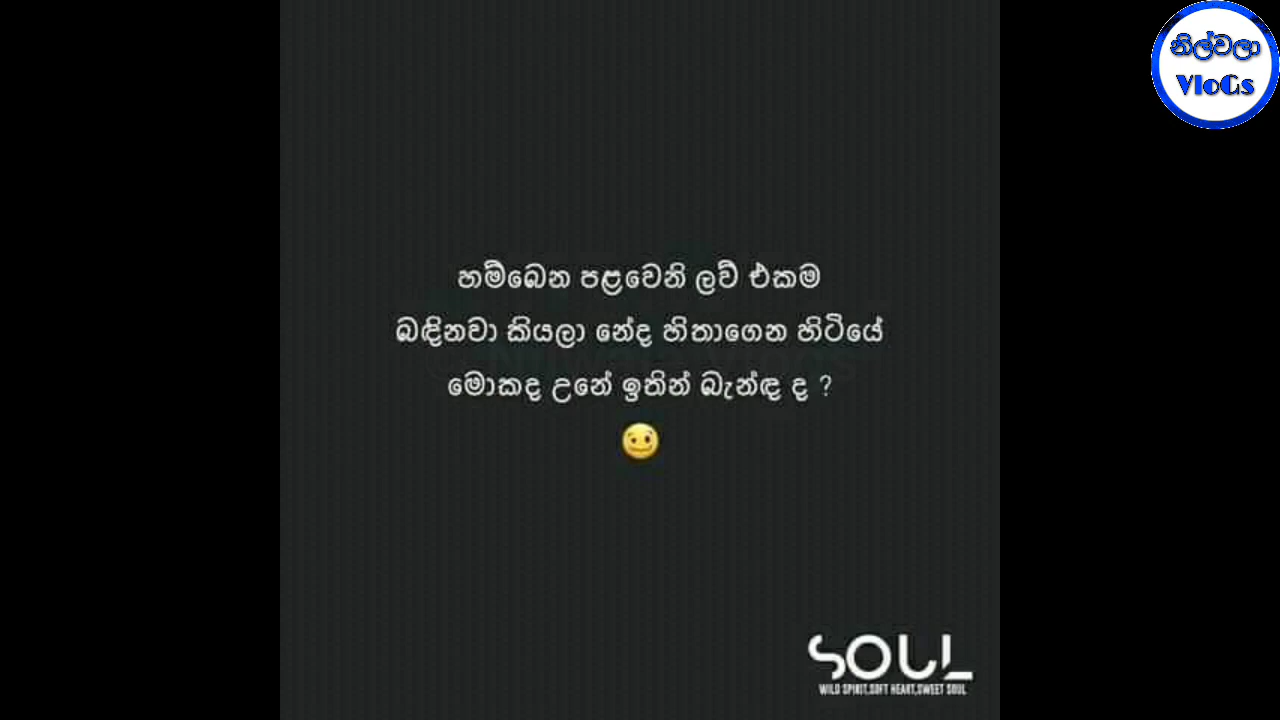 නිල්වලා
VloGs
හම්බෙන පළවෙනි ලව් එකම
බඳිනවා කියලා නේද හිතාගෙන හිටියේ
මොකද උනේ ඉතින් බැන්ඳ ද ?
SOUL
WILD SPIRIT,SOFT HEART,SWEET SOUL